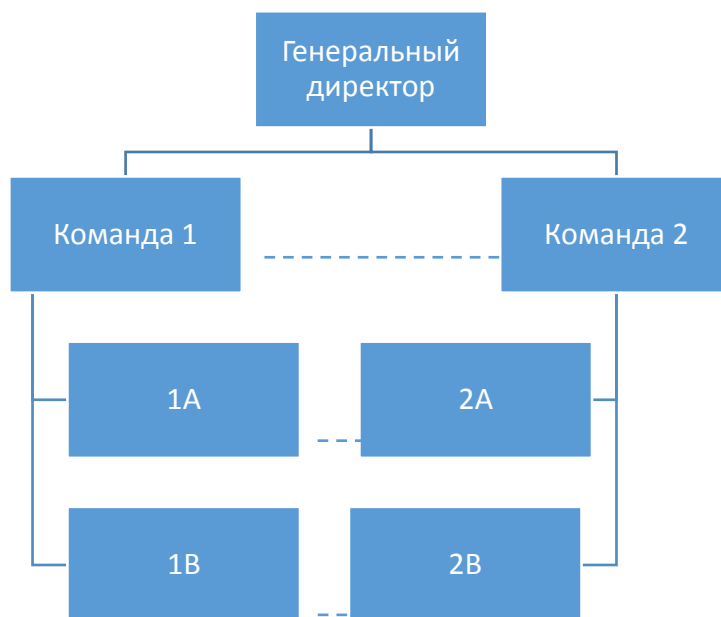 Генеральный
директор
Команда 1
Команда 2
1A
2A
1B
2B